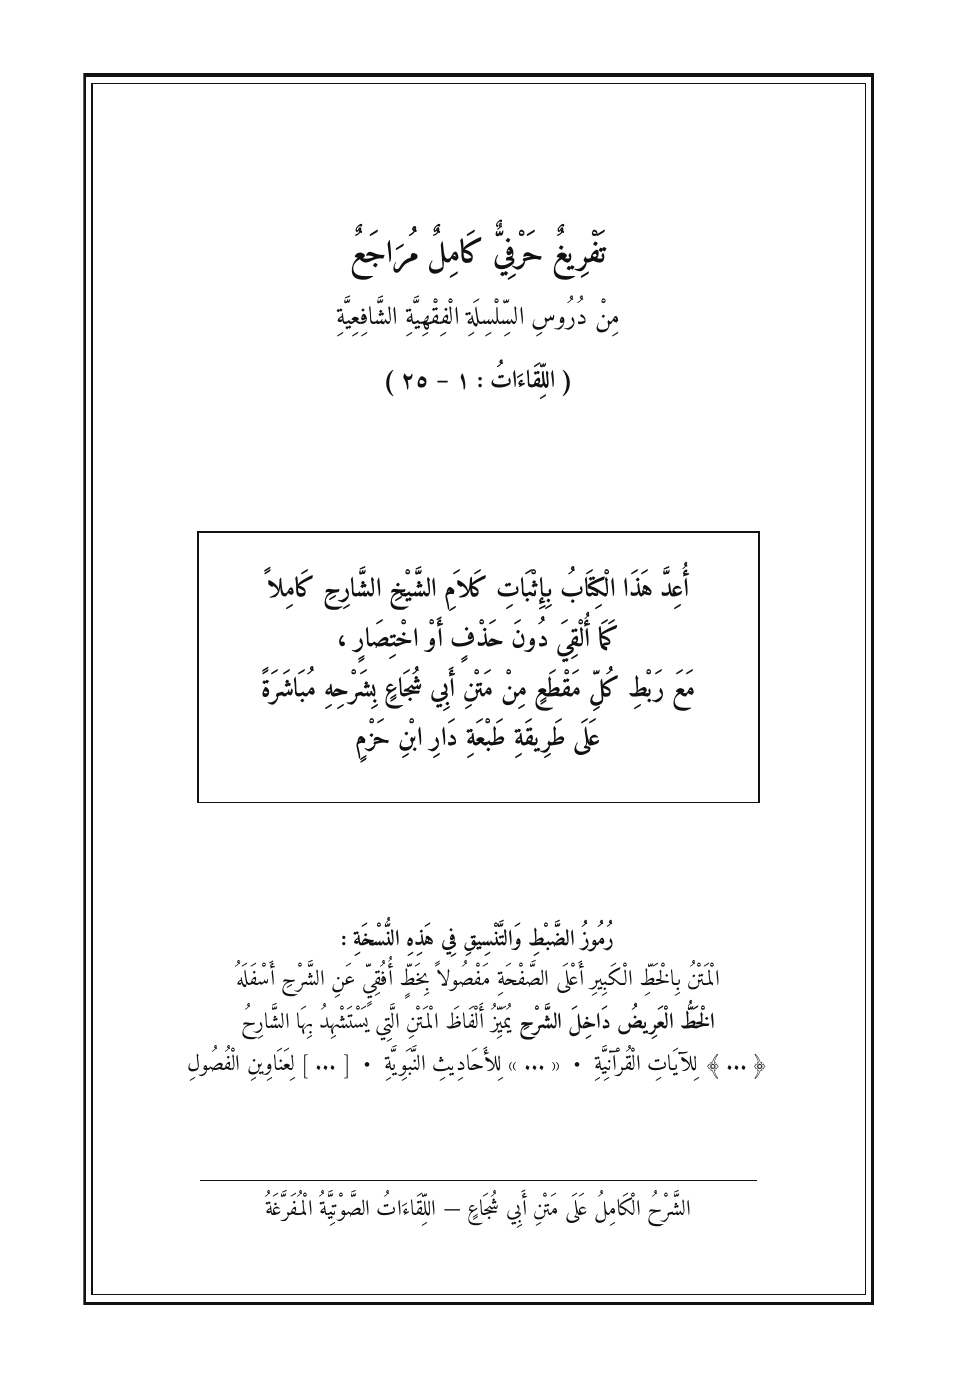 تَفْرِيغٌ حَرْفِيٌّ كَامِلٌ مُرَاجَعٌ
مِنْ دُرُوسِ السِّلْسِلَةِ الْفِقْهِيَّةِ الشَّافِعِيَّةِ
( اللِّقَاءَاتُ : ١ – ٢٥ )
أُعِدَّ هَذَا الْكِتَابُ بِإِثْبَاتِ كَلاَمِ الشَّيْخِ الشَّارِحِ كَامِلاً
كَمَا أُلْقِيَ دُونَ حَذْفٍ أَوْ اخْتِصَارٍ ،
مَعَ رَبْطِ كُلِّ مَقْطَعٍ مِنْ مَتْنِ أَبِي شُجَاعٍ بِشَرْحِهِ مُبَاشَرَةً
عَلَى طَرِيقَةِ طَبْعَةِ دَارِ ابْنِ حَزْمٍ
رُمُوزُ الضَّبْطِ وَالتَّنْسِيقِ فِي هَذِهِ النُّسْخَةِ :
الْمَتْنُ بِالْخَطِّ الْكَبِيرِ أَعْلَى الصَّفْحَةِ مَفْصُولاً بِخَطٍّ أُفُقِيٍّ عَنِ الشَّرْحِ أَسْفَلَهُ
الْخَطُّ الْعَرِيضُ دَاخِلَ الشَّرْحِ يُمَيِّزُ أَلْفَاظَ الْمَتْنِ الَّتِي يَسْتَشْهِدُ بِهَا الشَّارِحُ
﴿ ... ﴾ لِلآيَاتِ الْقُرْآنِيَّةِ • « ... » لِلأَحَادِيثِ النَّبَوِيَّةِ • [ ... ] لِعَنَاوِينِ الْفُصُولِ
الشَّرْحُ الْكَامِلُ عَلَى مَتْنِ أَبِي شُجَاعٍ — اللِّقَاءَاتُ الصَّوْتِيَّةُ الْمُفَرَّغَةُ